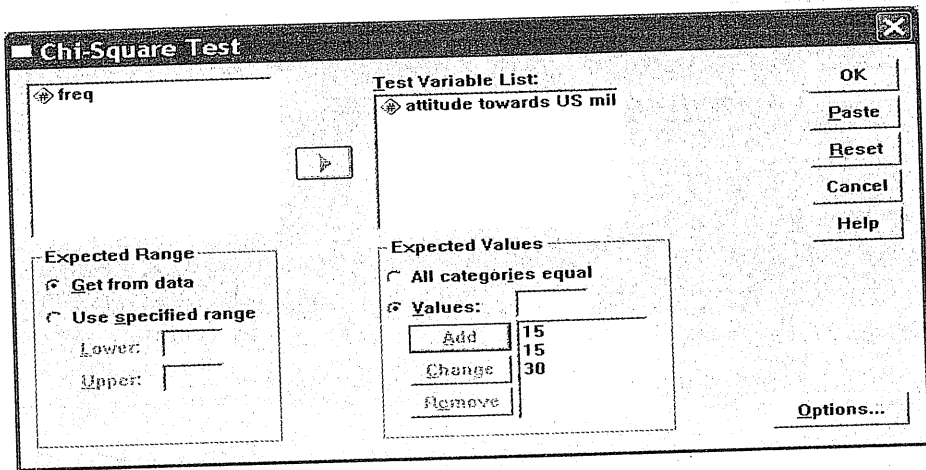 Chi-Square Test
freq
Test Variable List:
attitude towards US mil
OK
Paste
Reset
Cancel
Help
Expected Range
Get from data
Use specified range
Lower:
Upper:
Expected Values
All categories equal
Values:
Add
Change
Remove
15
15
30
Options...